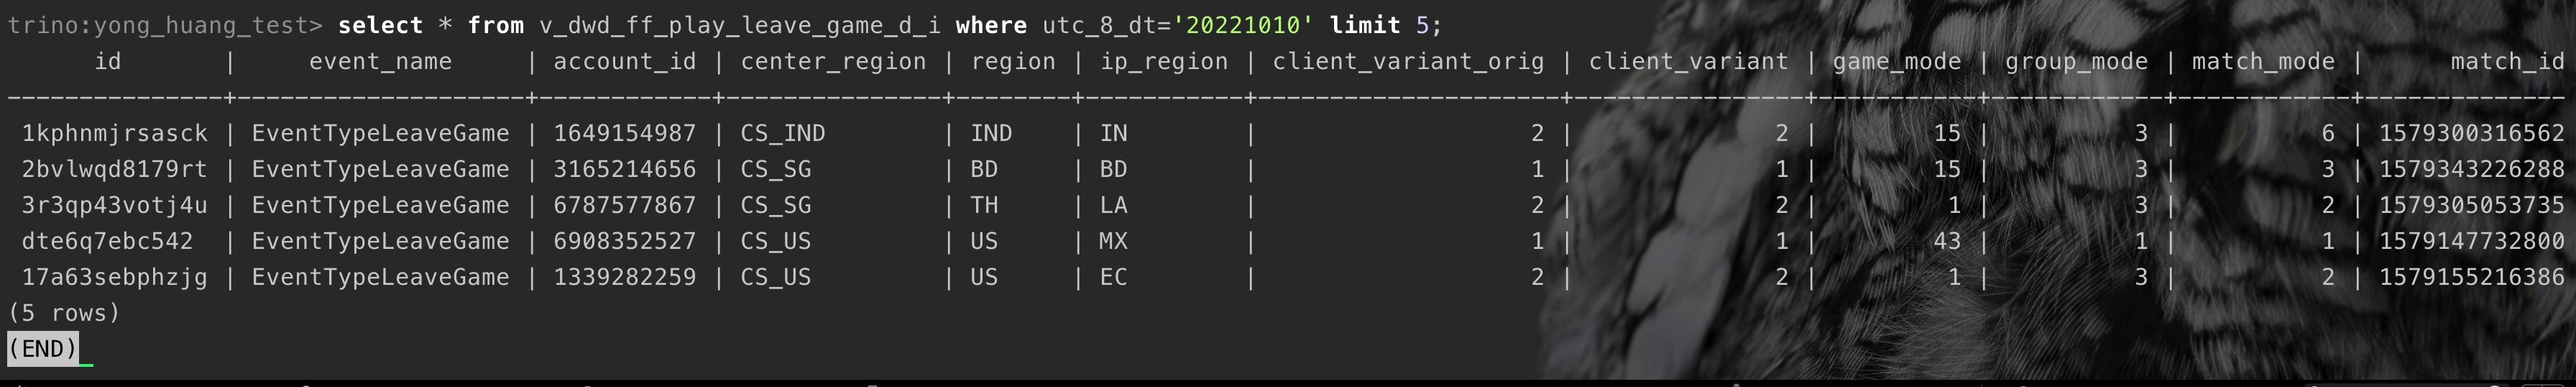 trino:yong_huang_test> select * from v_dwd_ff_play_leave_game_d_i where utc_8_dt='20221010' limit 5;
id | event_name | account_id | center_region | region | ip_region | client_variant_orig | client_variant | game_mode | group_mode | match_mode | match_id
---------------+---------------------+------------+---------------+--------+-----------+---------------------+----------------+-----------+------------+------------+--------------
1kphnmjrsasck | EventTypeLeaveGame | 1649154987 | CS_IND | IND | IN | 2 | 2 | 15 | 3 | 6 | 1579300316562
2bvlwqd8179rt | EventTypeLeaveGame | 3165214656 | CS_SG | BD | BD | 1 | 1 | 15 | 3 | 3 | 1579343226288
3r3qp43votj4u | EventTypeLeaveGame | 6787577867 | CS_SG | TH | LA | 2 | 2 | 1 | 3 | 2 | 1579305053735
dte6q7ebc542 | EventTypeLeaveGame | 6908352527 | CS_US | US | MX | 1 | 1 | 43 | 1 | 1 | 1579147732800
17a63sebphzjg | EventTypeLeaveGame | 1339282259 | CS_US | US | EC | 2 | 2 | 1 | 3 | 2 | 1579155216386
(5 rows)
(END)